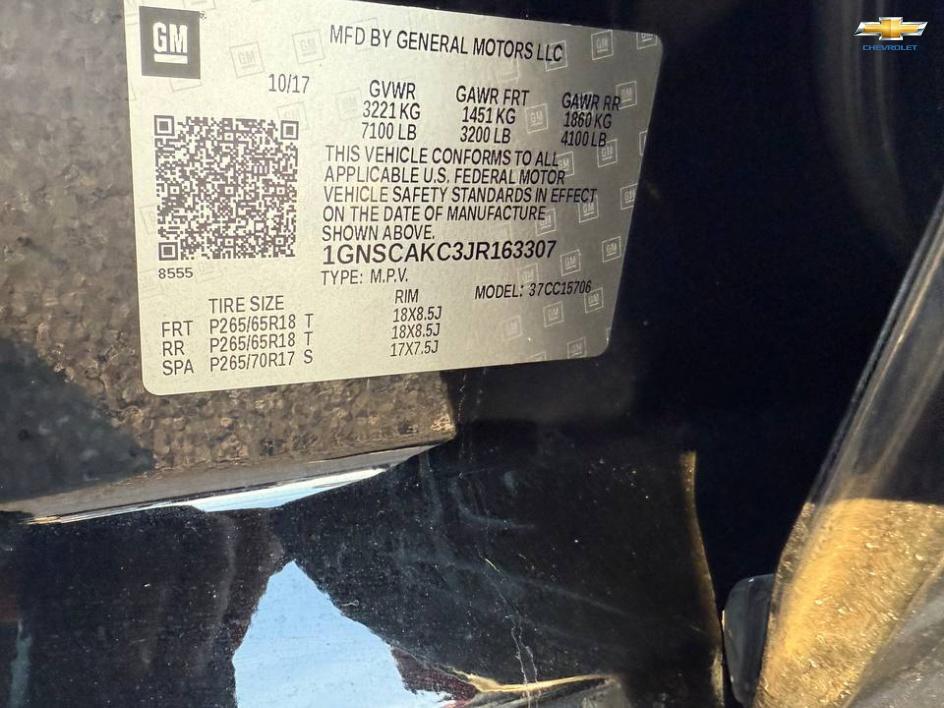 CHEVROLET
GM
MFD BY GENERAL MOTORS LLC
10/17
GVWR GAWR FRT GAWR RR
3221 KG 1451 KG 1860 KG
7100 LB 3200 LB 4100 LB
THIS VEHICLE CONFORMS TO ALL
APPLICABLE U.S. FEDERAL MOTOR
VEHICLE SAFETY STANDARDS IN EFFECT
ON THE DATE OF MANUFACTURE
SHOWN ABOVE.
1GNSCAKC3JR163307
8555
TYPE: M.P.V. MODEL: 37CC15706
TIRE SIZE RIM
FRT P265/65R18 T 18X8.5J
RR P265/65R18 T 18X8.5J
SPA P265/70R17 S 17X7.5J